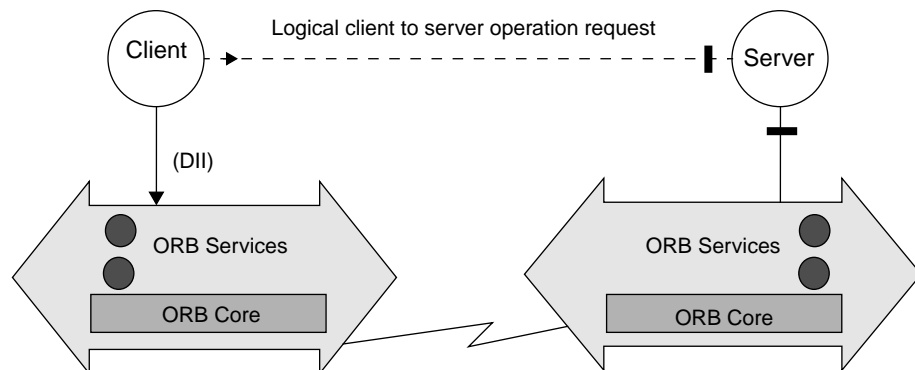 Logical client to server operation request
Client
Server
(DII)
ORB Services
ORB Services
ORB Core
ORB Core